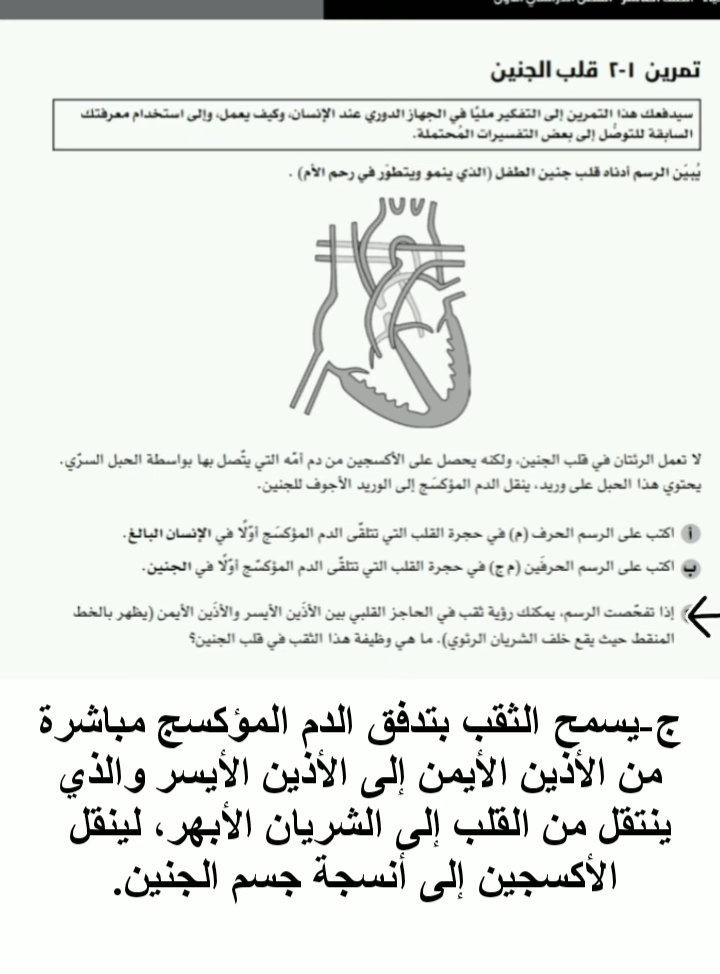 تمرين ١-٢ قلب الجنين
سيدفعك هذا التمرين إلى التفكير مليًا في الجهاز الدوري عند الإنسان، وكيف يعمل، وإلى استخدام معرفتك
السابقة للتوصُّل إلى بعض التفسيرات المُحتملة.
يُبيّن الرسم أدناه قلب جنين الطفل (الذي ينمو ويتطوّر في رحم الأم) .
لا تعمل الرئتان في قلب الجنين، ولكنه يحصل على الأكسجين من دم أمّه التي يتّصل بها بواسطة الحبل السرّي.
يحتوي هذا الحبل على وريد، ينقل الدم المؤكسَج إلى الوريد الأجوف للجنين.
أ اكتب على الرسم الحرف (م) في حجرة القلب التي تتلقّى الدم المؤكسَج أوّلًا في الإنسان البالغ.
ب اكتب على الرسم الحرفَين (م ج) في حجرة القلب التي تتلقّى الدم المؤكسَج أوّلًا في الجنين.
إذا تفحّصت الرسم، يمكنك رؤية ثقب في الحاجز القلبي بين الأذَين الأيسر والأذَين الأيمن (يظهر بالخط
المنقط حيث يقع خلف الشريان الرئوي). ما هي وظيفة هذا الثقب في قلب الجنين؟
ج-يسمح الثقب بتدفق الدم المؤكسج مباشرة
من الأذين الأيمن إلى الأذين الأيسر والذي
ينتقل من القلب إلى الشريان الأبهر، لينقل
الأكسجين إلى أنسجة جسم الجنين.